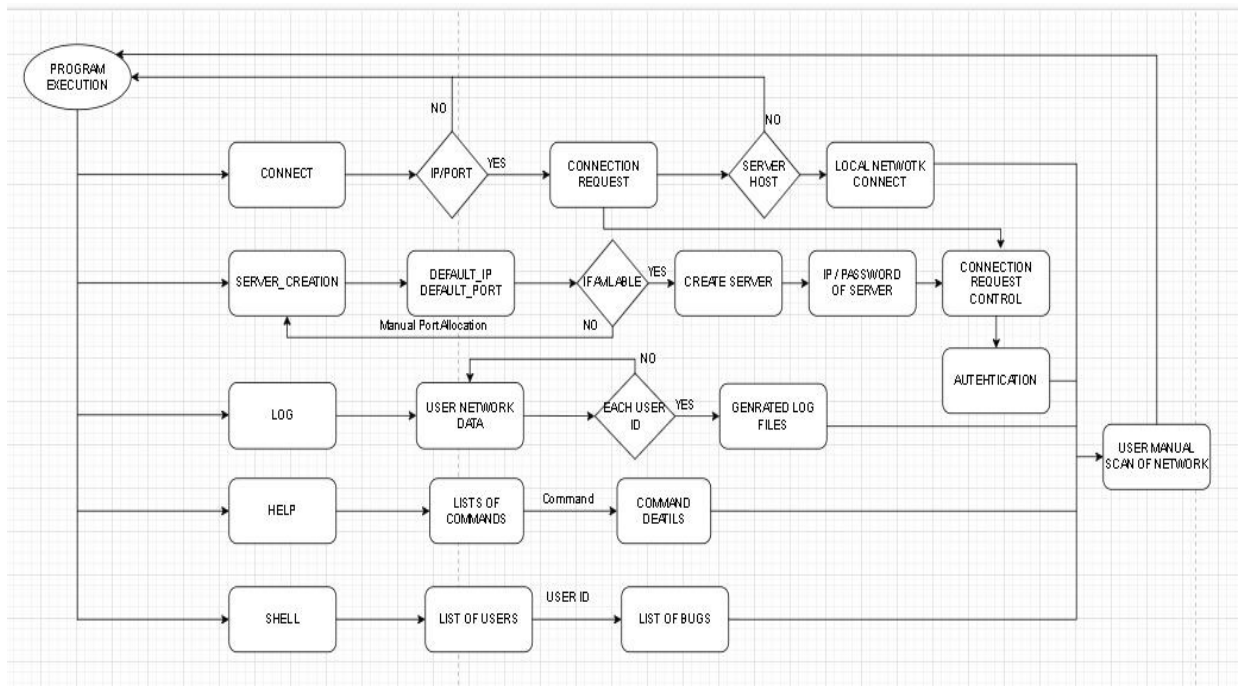 PROGRAM
EXECUTION
NO
NO
CONNECT
IP/PORT
YES
CONNECTION
REQUEST
SERVER
HOST
LOCAL NETWOTK
CONNECT
SERVER_CREATION
DEFAULT_IP
DEFAULT_PORT
IF AVLABLE
YES
CREATE SERVER
IP / PASSWORD
OF SERVER
CONNECTION
REQUEST
CONTROL
Manual Port Allocation
NO
AUTEHTICATION
NO
LOG
USER NETWORK
DATA
EACH USER
ID
YES
GENRATED LOG
FILES
USER MANUAL
SCAN OF NETWORK
HELP
LISTS OF
COMMANDS
Command
COMMAND
DEATILS
SHELL
LIST OF USERS
USER ID
LIST OF BUGS